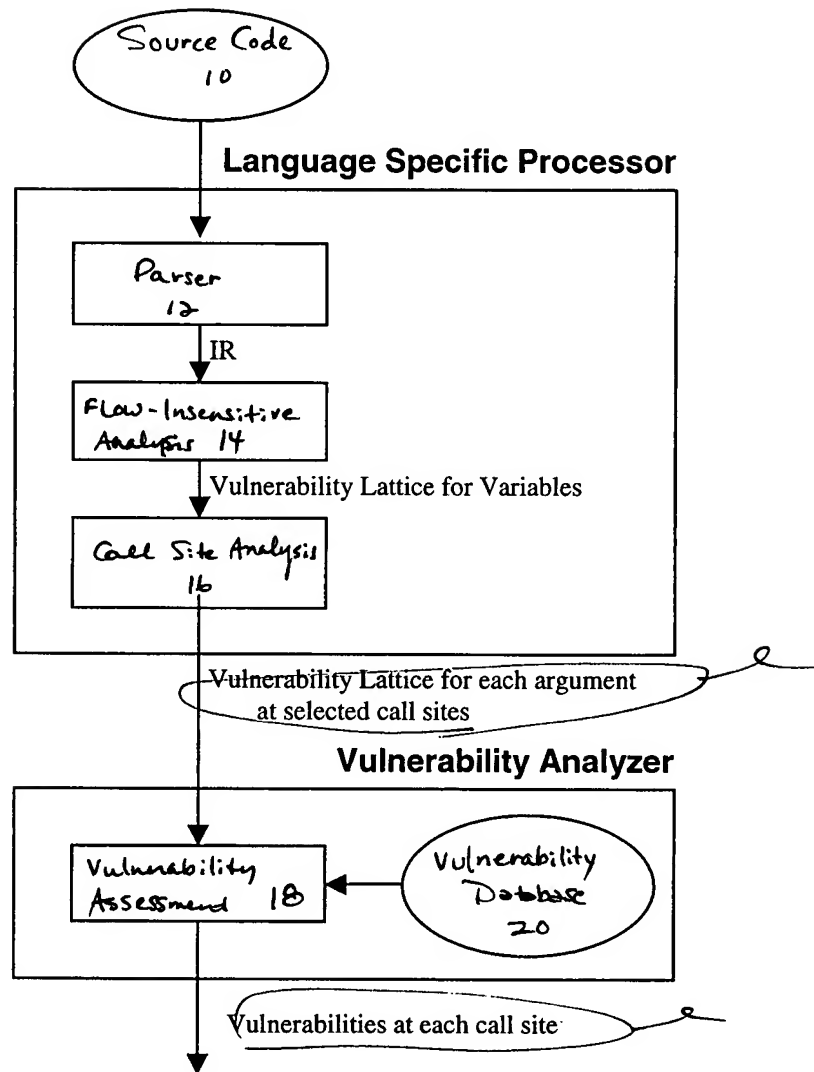 Source Code
10
Language Specific Processor
Parser
12
IR
Flow-Insensitive
Analysis 14
Vulnerability Lattice for Variables
Call Site Analysis
16
Vulnerability Lattice for each argument
at selected call sites
Vulnerability Analyzer
Vulnerability
Assessment 18
Vulnerability
Database
20
Vulnerabilities at each call site